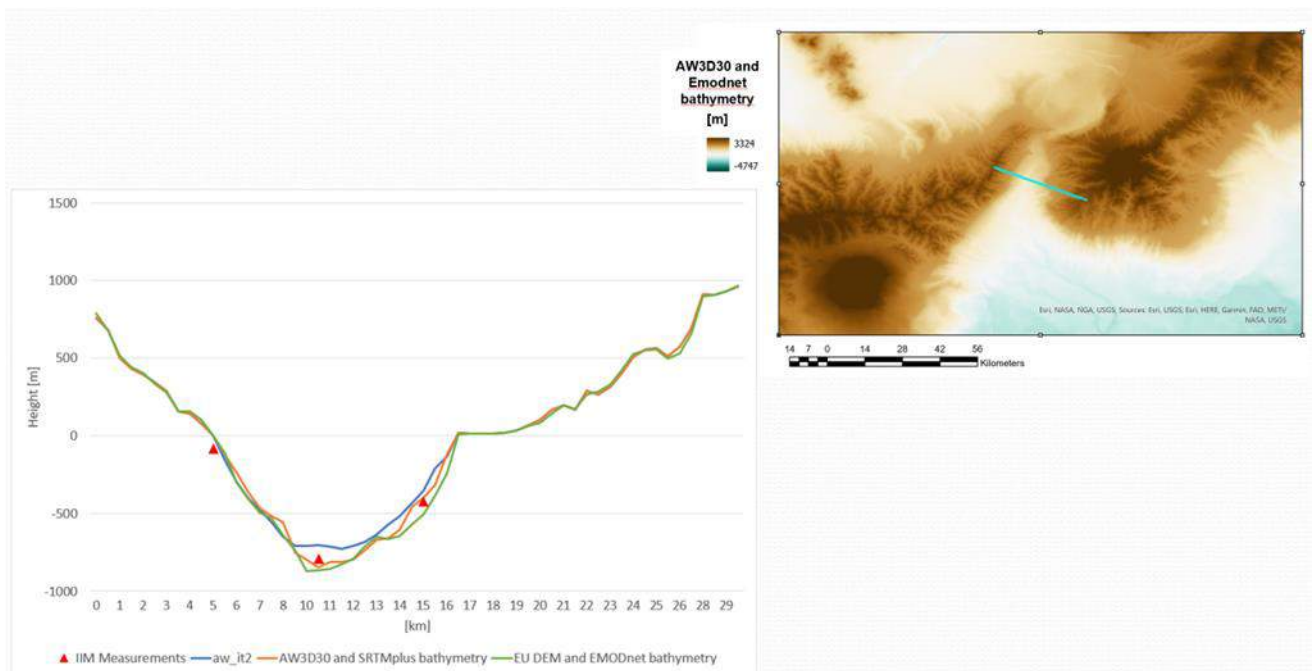 AW3D30 and
Emodnet
bathymetry
[m]
3324
-4747
Esri, NASA, NGA, USGS, Sources: Esri, USGS, Esri, HERE, Garmin, FAO, METI/
NASA, USGS
14 7 0 14 28 42 56
Kilometers
1500
1000
500
0
-500
-1000
Height [m]
0 1 2 3 4 5 6 7 8 10 11 12 13 14 15 16 17 18 19 20 21 22 23 24 25 26 28 29
[km]
IIM Measurements aw_it2 AW3D30 and SRTMplus bathymetry EU DEM and EMODnet bathymetry